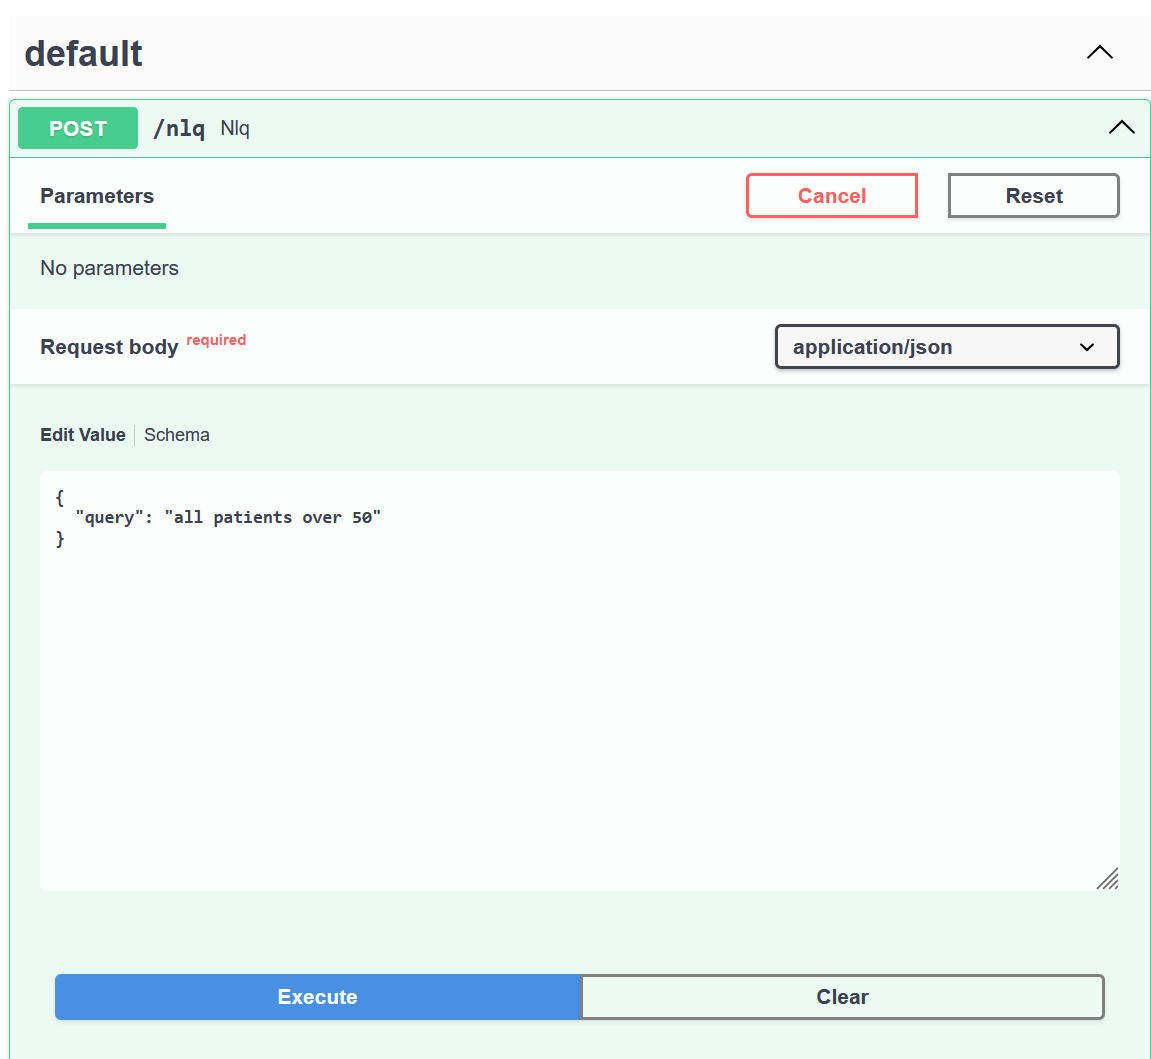 default
POST /nlq Nlq
Parameters Cancel Reset
No parameters
Request body required application/json
Edit Value Schema
{
  "query": "all patients over 50"
}
Execute Clear